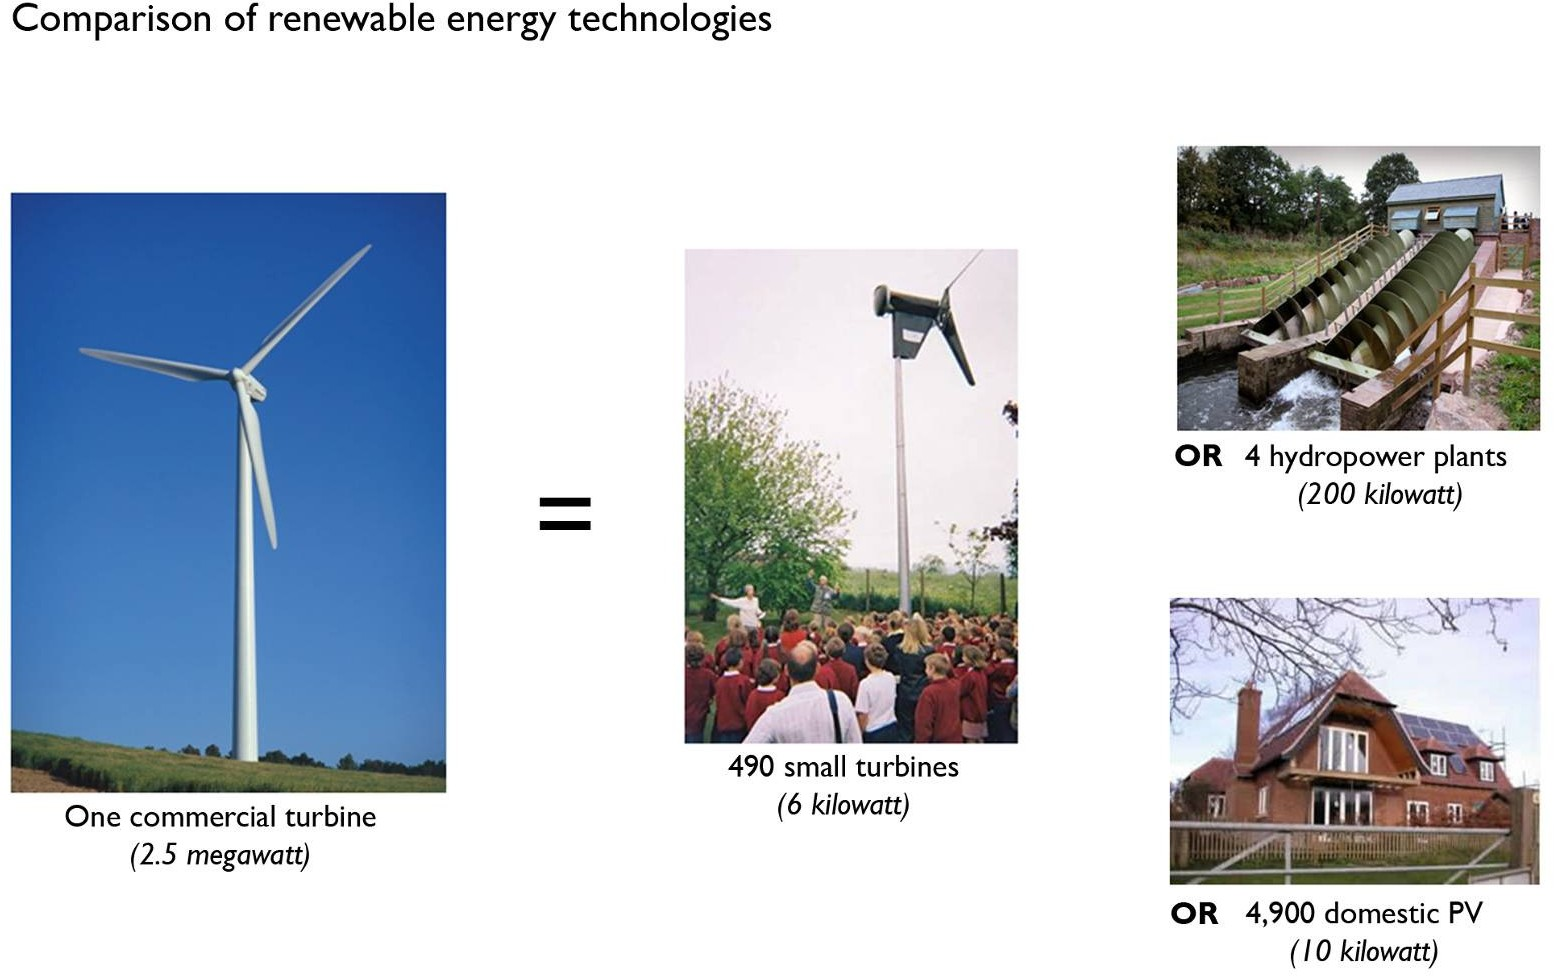 Comparison of renewable energy technologies
One commercial turbine
(2.5 megawatt)
=
490 small turbines
(6 kilowatt)
OR 4 hydropower plants
(200 kilowatt)
OR 4,900 domestic PV
(10 kilowatt)